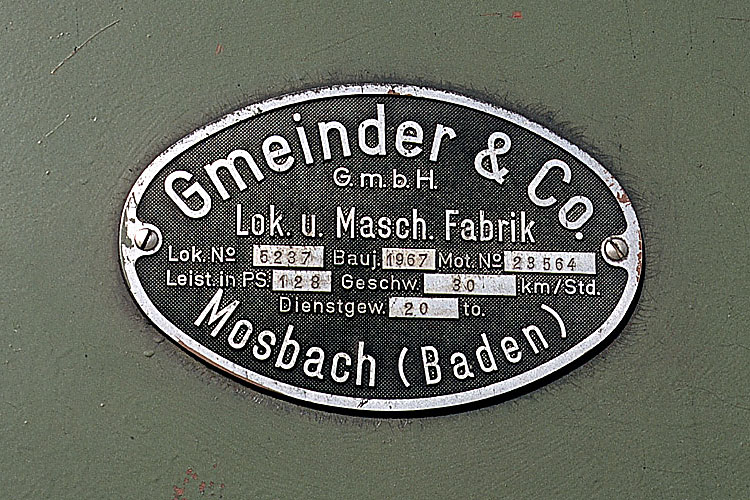 Gmeinder & Co.
G.m.b.H.
Lok. u. Masch. Fabrik
Lok. No 5237 Bauj. 1967 Mot. No 23564
Leist. in PS. 128 Geschw. 30 km/Std.
Dienstgew. 20 to.
Mosbach (Baden)